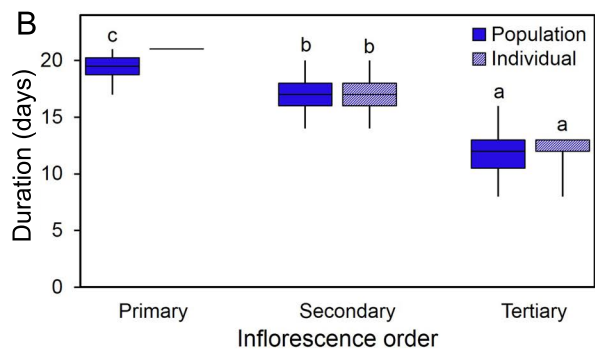 B
Population
Individual
c
b
b
a
a
20
15
10
5
0
Duration (days)
Primary
Secondary
Tertiary
Inflorescence order